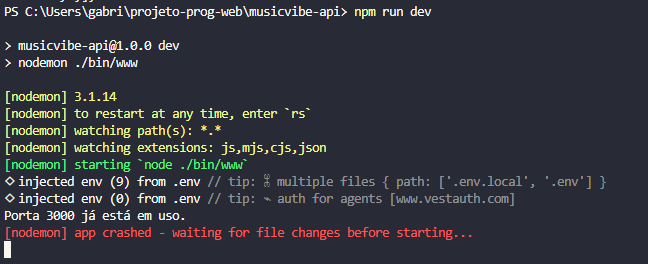 PS C:\Users\gabri\projeto-prog-web\musicvibe-api> npm run dev
> musicvibe-api@1.0.0 dev
> nodemon ./bin/www
[nodemon] 3.1.14
[nodemon] to restart at any time, enter `rs`
[nodemon] watching path(s): *.*
[nodemon] watching extensions: js,mjs,cjs,json
[nodemon] starting `node ./bin/www`
◇ injected env (9) from .env // tip: ⌘ multiple files { path: ['.env.local', '.env'] }
◇ injected env (0) from .env // tip: ⌁ auth for agents [www.vestauth.com]
Porta 3000 já está em uso.
[nodemon] app crashed - waiting for file changes before starting...